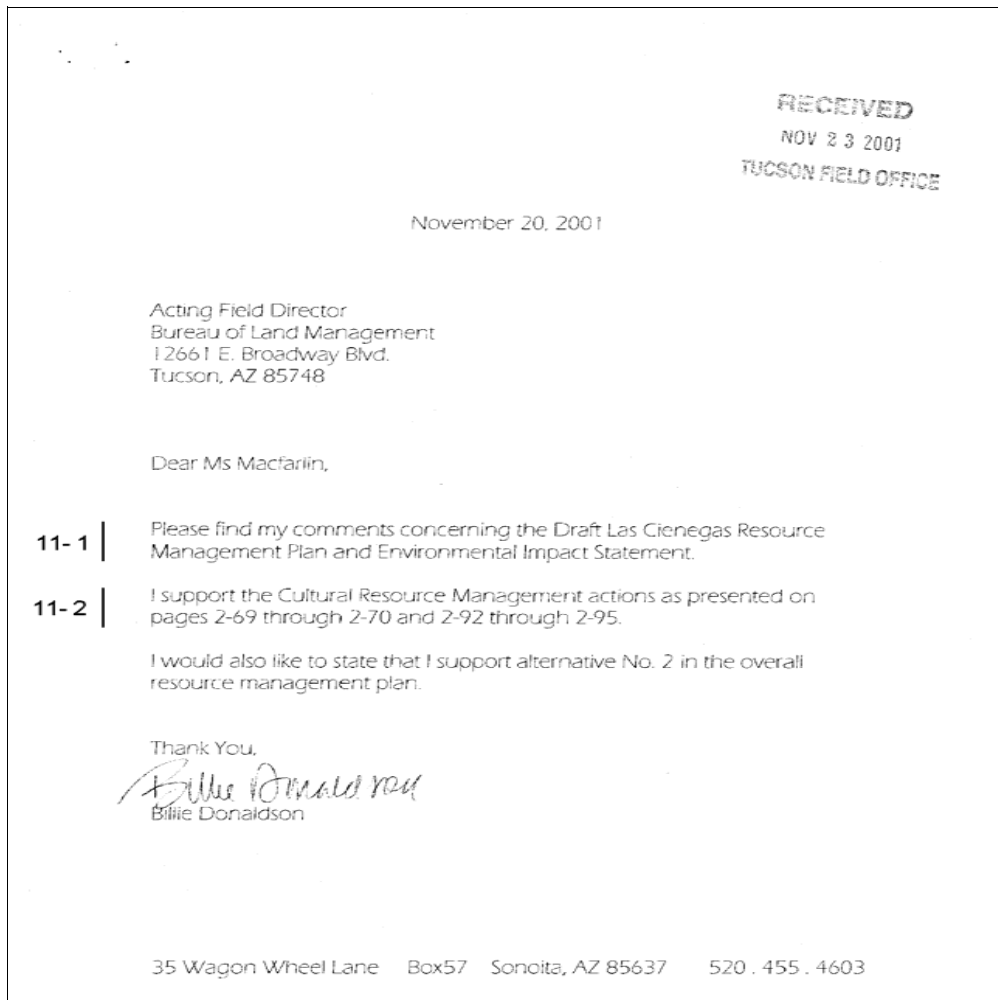 RECEIVED
NOV 23 2001
TUCSON FIELD OFFICE
November 20, 2001
Acting Field Director
Bureau of Land Management
12661 E. Broadway Blvd.
Tucson, AZ 85748
Dear Ms Macfarlin,
11-1
Please find my comments concerning the Draft Las Cienegas Resource
Management Plan and Environmental Impact Statement.
11-2
I support the Cultural Resource Management actions as presented on
pages 2-69 through 2-70 and 2-92 through 2-95.
I would also like to state that I support alternative No. 2 in the overall
resource management plan.
Thank You,
Billie Donaldson
Billie Donaldson
35 Wagon Wheel Lane Box57 Sonoita, AZ 85637 520 . 455 . 4603